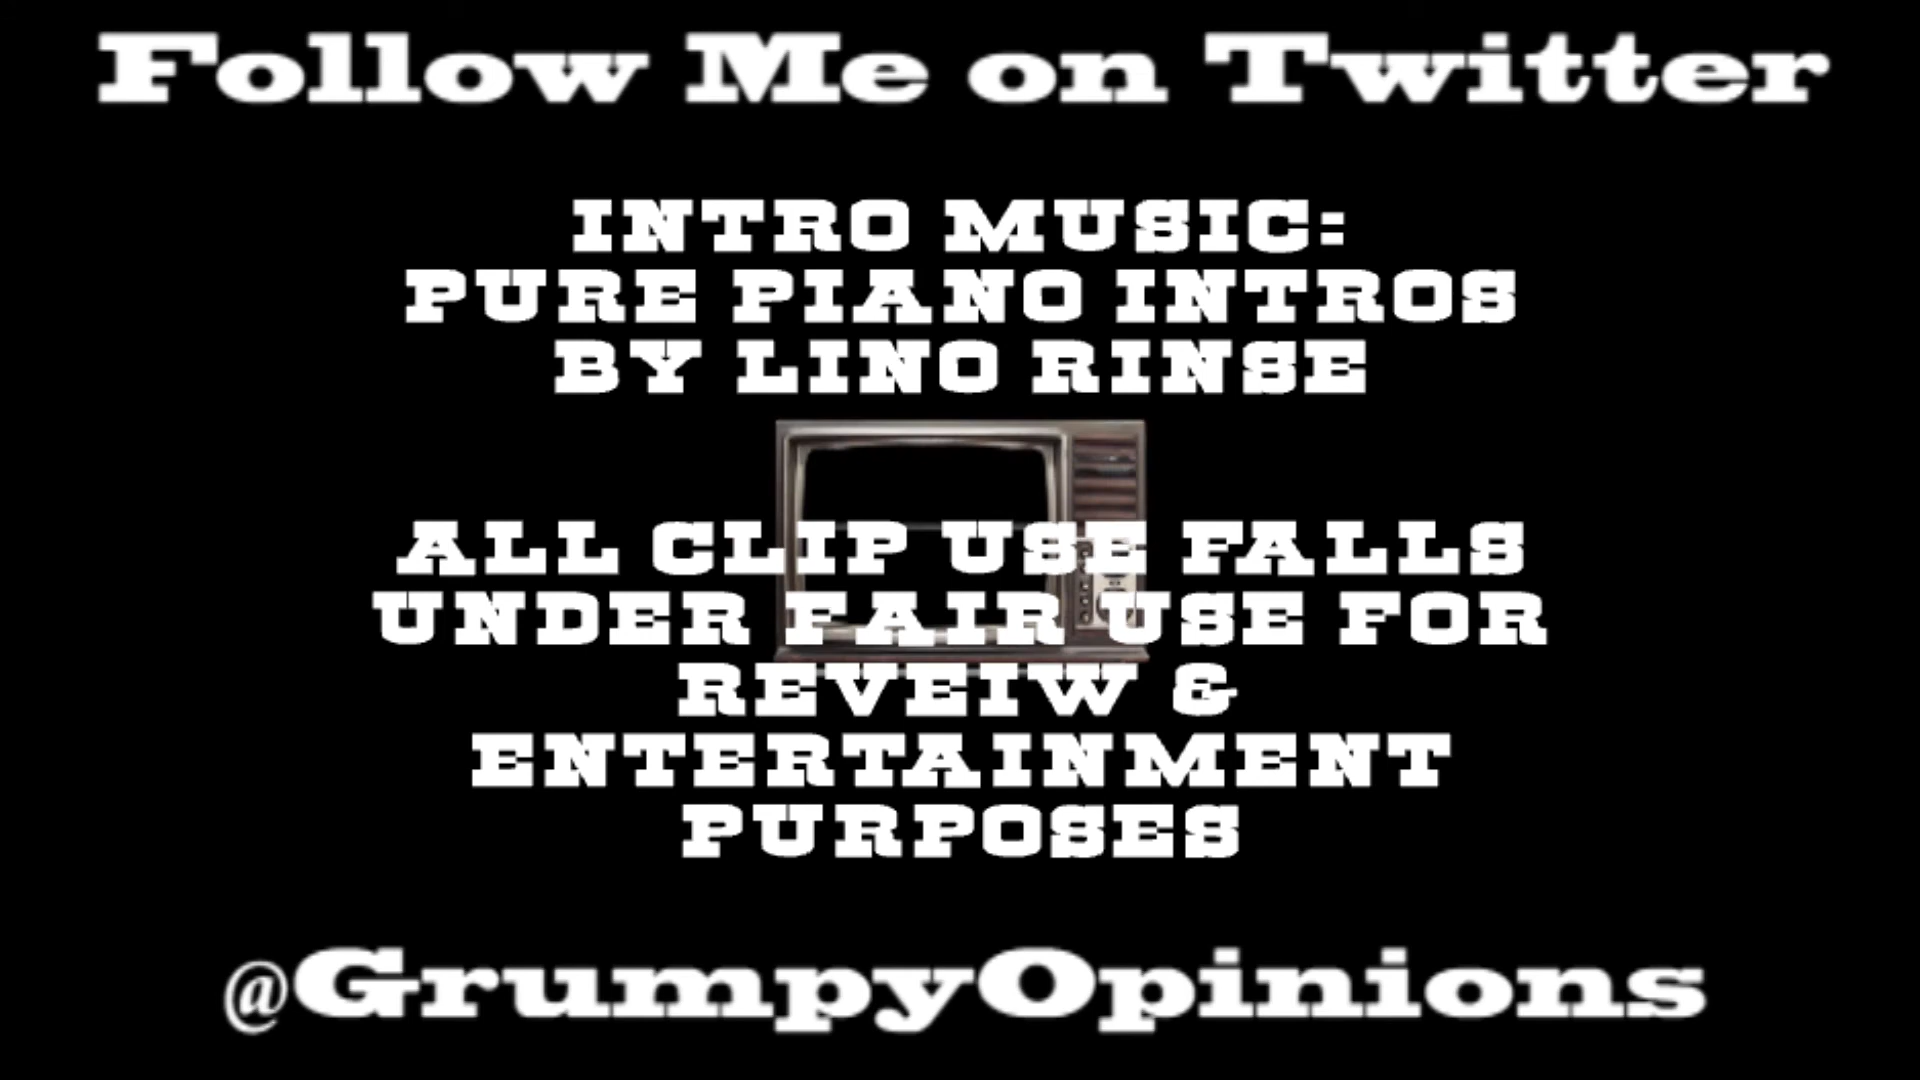 Follow Me on Twitter
INTRO MUSIC:
PURE PIANO INTROS
BY LINO RINSE
ALL CLIP USE FALLS
UNDER FAIR USE FOR
REVEIW &
ENTERTAINMENT
PURPOSES
@GrumpyOpinions